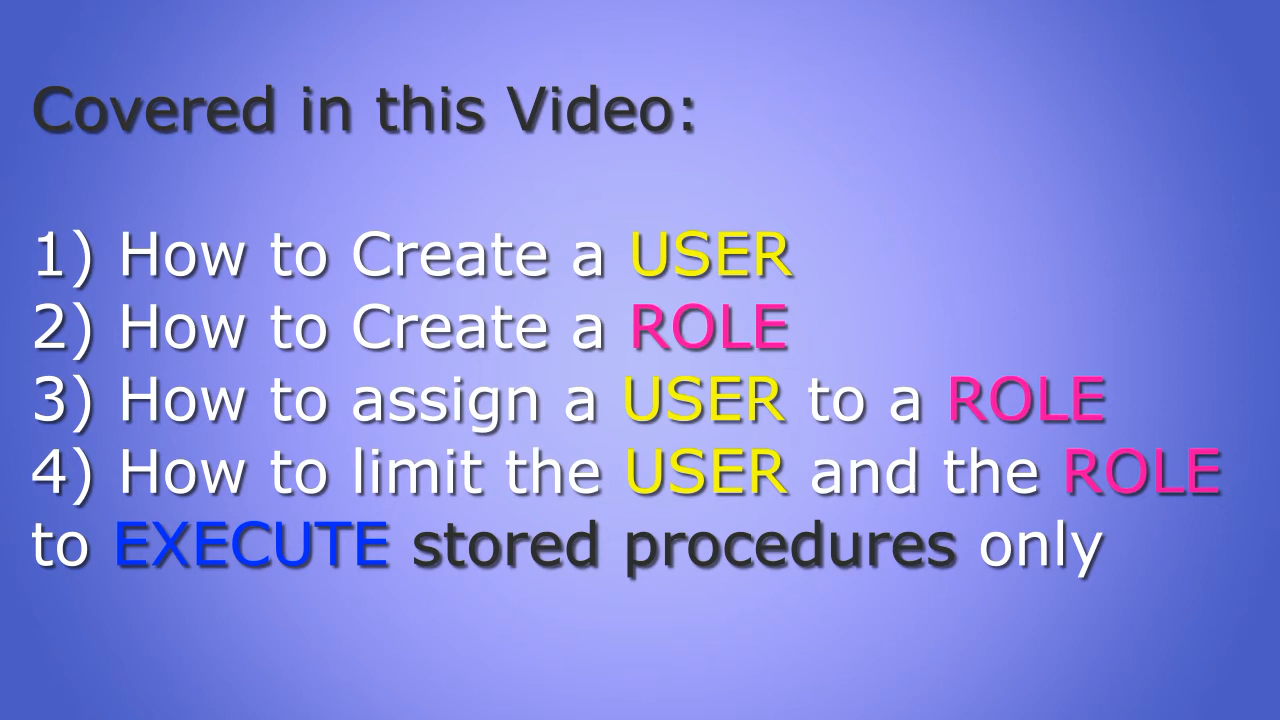 Covered in this Video:
1) How to Create a USER
2) How to Create a ROLE
3) How to assign a USER to a ROLE
4) How to limit the USER and the ROLE
to EXECUTE stored procedures only